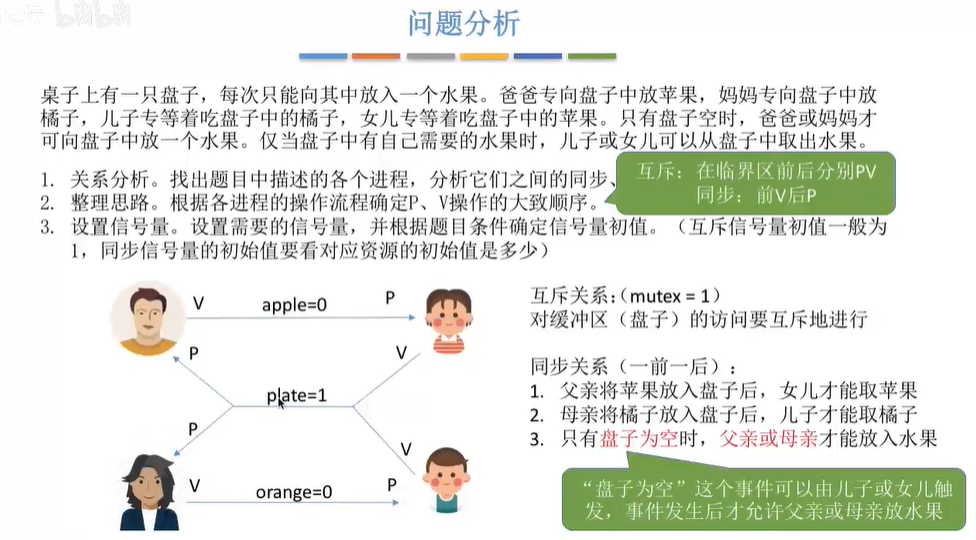 bilibili
问题分析
桌子上有一只盘子，每次只能向其中放入一个水果。爸爸专向盘子中放苹果，妈妈专向盘子中放
橘子，儿子专等着吃盘子中的橘子，女儿专等着吃盘子中的苹果。只有盘子空时，爸爸或妈妈才
可向盘子中放一个水果。仅当盘子中有自己需要的水果时，儿子或女儿可以从盘子中取出水果。
1. 关系分析。找出题目中描述的各个进程，分析它们之间的同步、
2. 整理思路。根据各进程的操作流程确定P、V操作的大致顺序。
3. 设置信号量。设置需要的信号量，并根据题目条件确定信号量初值。（互斥信号量初值一般为
1，同步信号量的初始值要看对应资源的初始值是多少）
互斥：在临界区前后分别PV
同步：前V后P
V
apple=0
P
P
V
plate=1
P
V
V
orange=0
P
互斥关系：（mutex = 1）
对缓冲区（盘子）的访问要互斥地进行
同步关系（一前一后）：
1. 父亲将苹果放入盘子后，女儿才能取苹果
2. 母亲将橘子放入盘子后，儿子才能取橘子
3. 只有盘子为空时，父亲或母亲才能放入水果
“盘子为空”这个事件可以由儿子或女儿触
发，事件发生后才允许父亲或母亲放水果